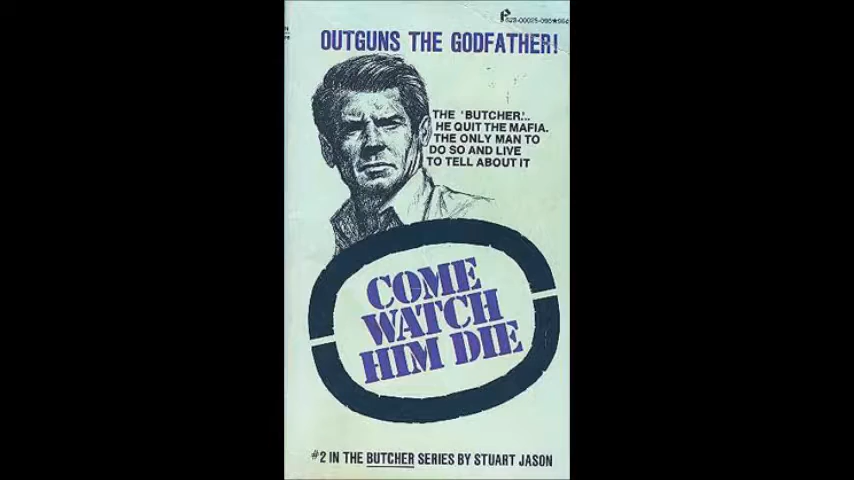 OUTGUNS THE GODFATHER!
THE 'BUTCHER'...
HE QUIT THE MAFIA.
THE ONLY MAN TO
DO SO AND LIVE
TO TELL ABOUT IT
COME
WATCH
HIM DIE
#2 IN THE BUTCHER SERIES BY STUART JASON